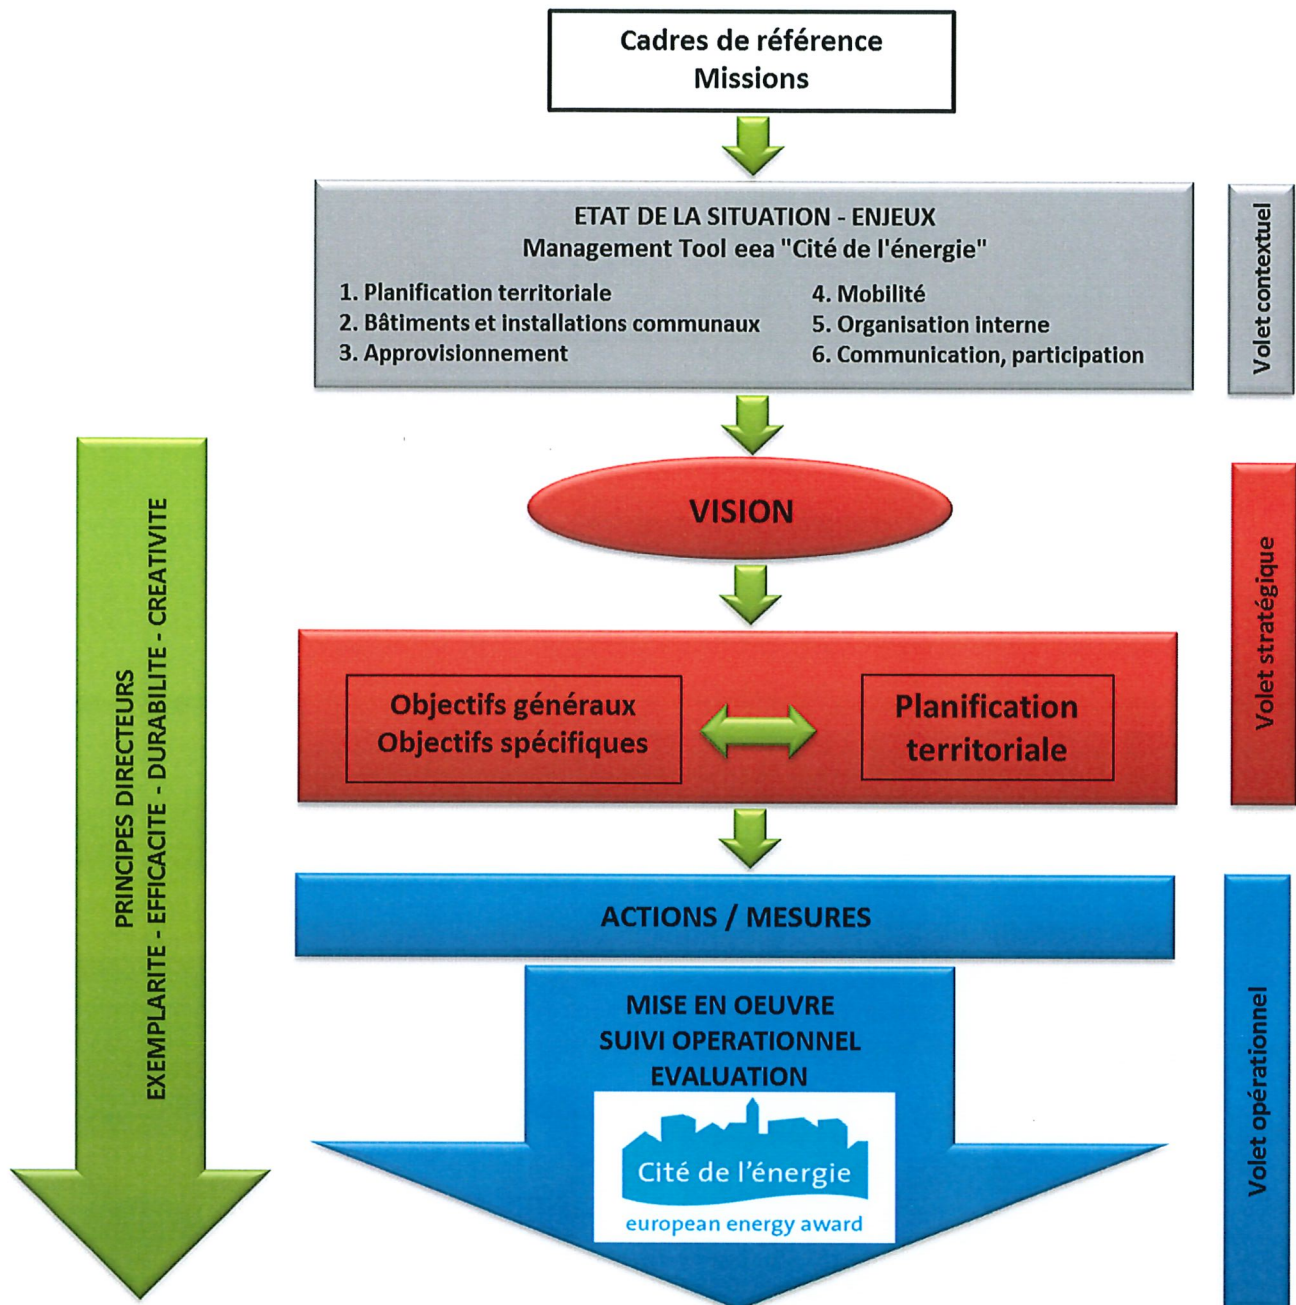 Cadres de référence
Missions
ETAT DE LA SITUATION - ENJEUX
Management Tool eea "Cité de l'énergie"
1. Planification territoriale
2. Bâtiments et installations communaux
3. Approvisionnement
4. Mobilité
5. Organisation interne
6. Communication, participation
Volet contextuel
VISION
Objectifs généraux
Objectifs spécifiques
Planification
territoriale
Volet stratégique
PRINCIPES DIRECTEURS
EXEMPLARITE - EFFICACITE - DURABILITE - CREATIVITE
ACTIONS / MESURES
MISE EN OEUVRE
SUIVI OPERATIONNEL
EVALUATION
Cité de l'énergie
european energy award
Volet opérationnel